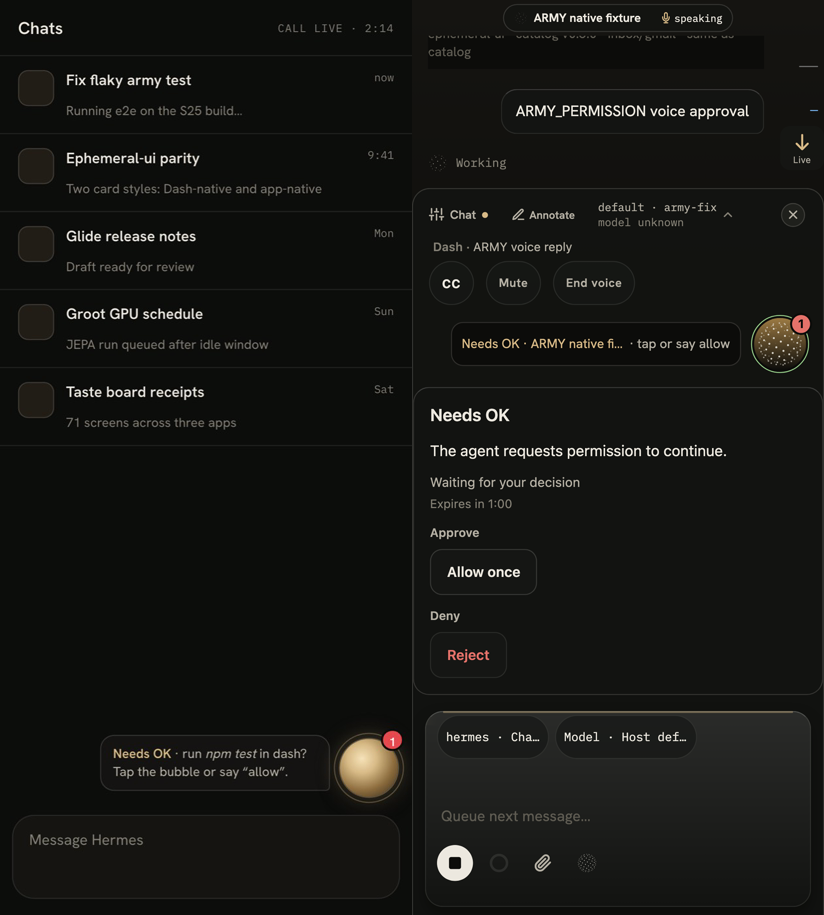 Chats
CALL LIVE · 2:14
Fix flaky army test
now
Running e2e on the S25 build…
Ephemeral-ui parity
9:41
Two card styles: Dash-native and app-native
Glide release notes
Mon
Draft ready for review
Groot GPU schedule
Sun
JEPA run queued after idle window
Taste board receipts
Sat
71 screens across three apps
Needs OK · run npm test in dash?
Tap the bubble or say “allow”.
1
Message Hermes
ARMY native fixture
speaking
catalog
ARMY_PERMISSION voice approval
Working
Live
Chat
Annotate
default · army-fix
model unknown
Dash · ARMY voice reply
CC
Mute
End voice
Needs OK · ARMY native fi… · tap or say allow
1
Needs OK
The agent requests permission to continue.
Waiting for your decision
Expires in 1:00
Approve
Allow once
Deny
Reject
hermes · Cha…
Model · Host def…
Queue next message…